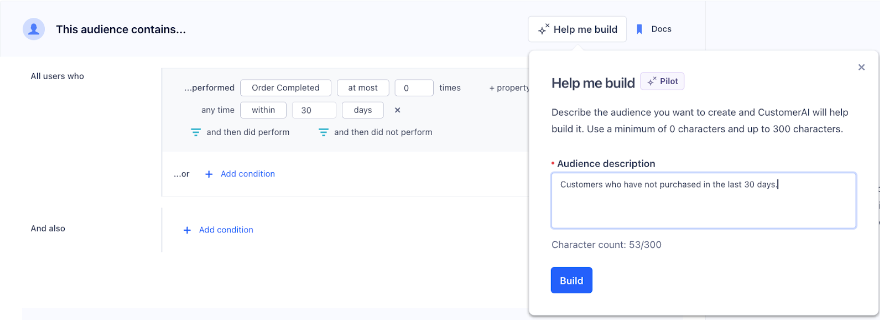 This audience contains...
Help me build
Docs
All users who
...performed Order Completed at most 0 times + property
any time within 30 days ×
and then did perform and then did not perform
...or + Add condition
And also
+ Add condition
×
Help me build Pilot
Describe the audience you want to create and CustomerAI will help
build it. Use a minimum of 0 characters and up to 300 characters.
* Audience description
Customers who have not purchased in the last 30 days.
Character count: 53/300
Build